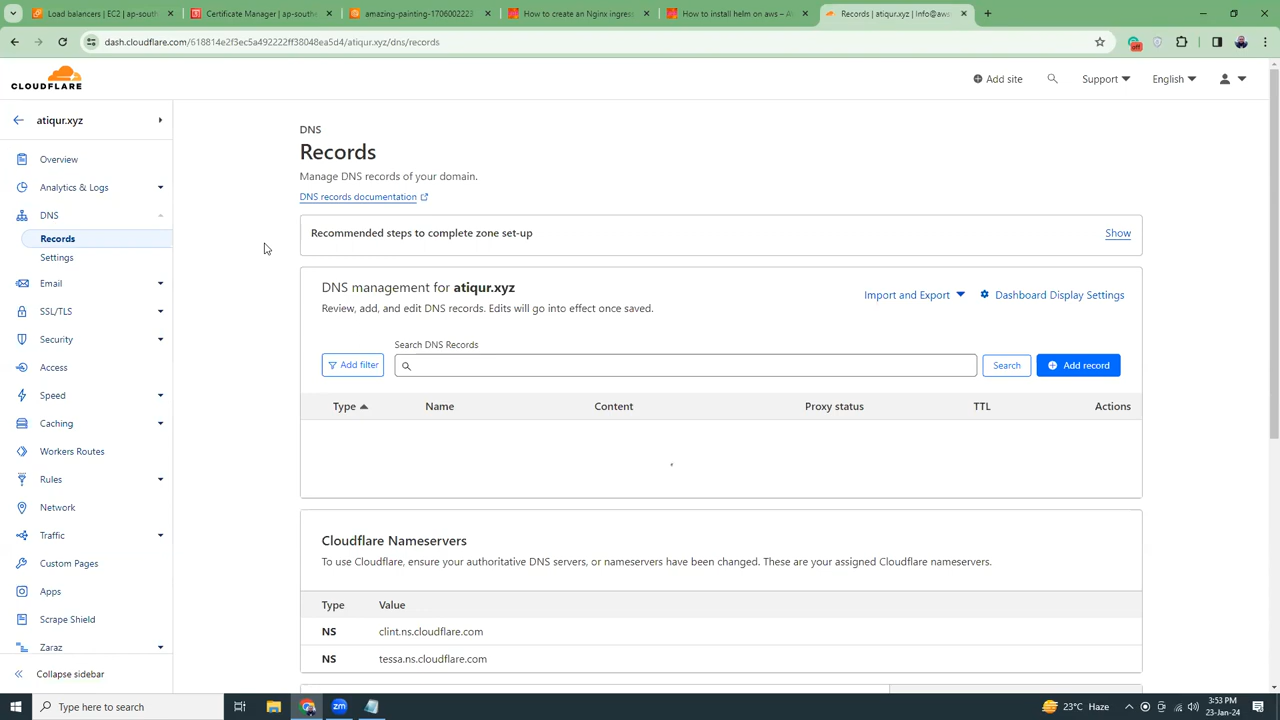 Load balancers | EC2 | ap-south
Certificate Manager | ap-south
amazing-painting-1706002223
How to create an Nginx ingress
How to install helm on aws – A
Records | atiqur.xyz | Info@aws
dash.cloudflare.com/618814e2f3ec5a492222ff38048ea5d4/atiqur.xyz/dns/records
CLOUDFLARE
Add site
Support
English
atiqur.xyz
Overview
Analytics & Logs
DNS
Records
Settings
Email
SSL/TLS
Security
Access
Speed
Caching
Workers Routes
Rules
Network
Traffic
Custom Pages
Apps
Scrape Shield
Zaraz
Collapse sidebar
DNS
Records
Manage DNS records of your domain.
DNS records documentation
Recommended steps to complete zone set-up
Show
DNS management for atiqur.xyz
Review, add, and edit DNS records. Edits will go into effect once saved.
Import and Export
Dashboard Display Settings
Search DNS Records
Add filter
Search
Add record
Type Name Content Proxy status TTL Actions
Cloudflare Nameservers
To use Cloudflare, ensure your authoritative DNS servers, or nameservers have been changed. These are your assigned Cloudflare nameservers.
Type Value
NS clint.ns.cloudflare.com
NS tessa.ns.cloudflare.com
Type here to search
zm
23°C Haze
3:53 PM
23-Jan-24